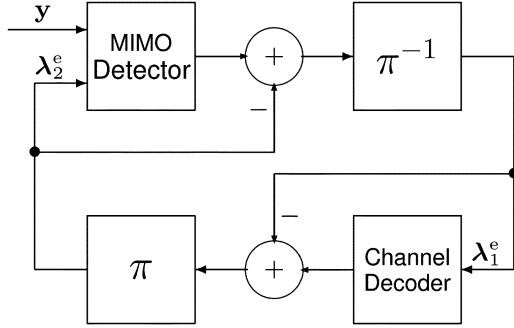 y
MIMO
Detector
λ₂ᵉ
+
π⁻¹
−
−
π
+
Channel
Decoder
λ₁ᵉ